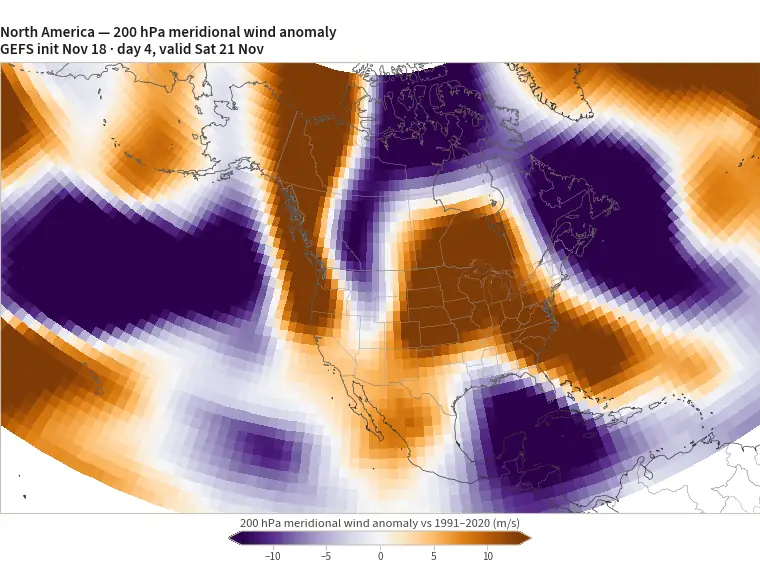 North America — 200 hPa meridional wind anomaly
GEFS init Nov 18 · day 4, valid Sat 21 Nov
200 hPa meridional wind anomaly vs 1991–2020 (m/s)
−10 −5 0 5 10